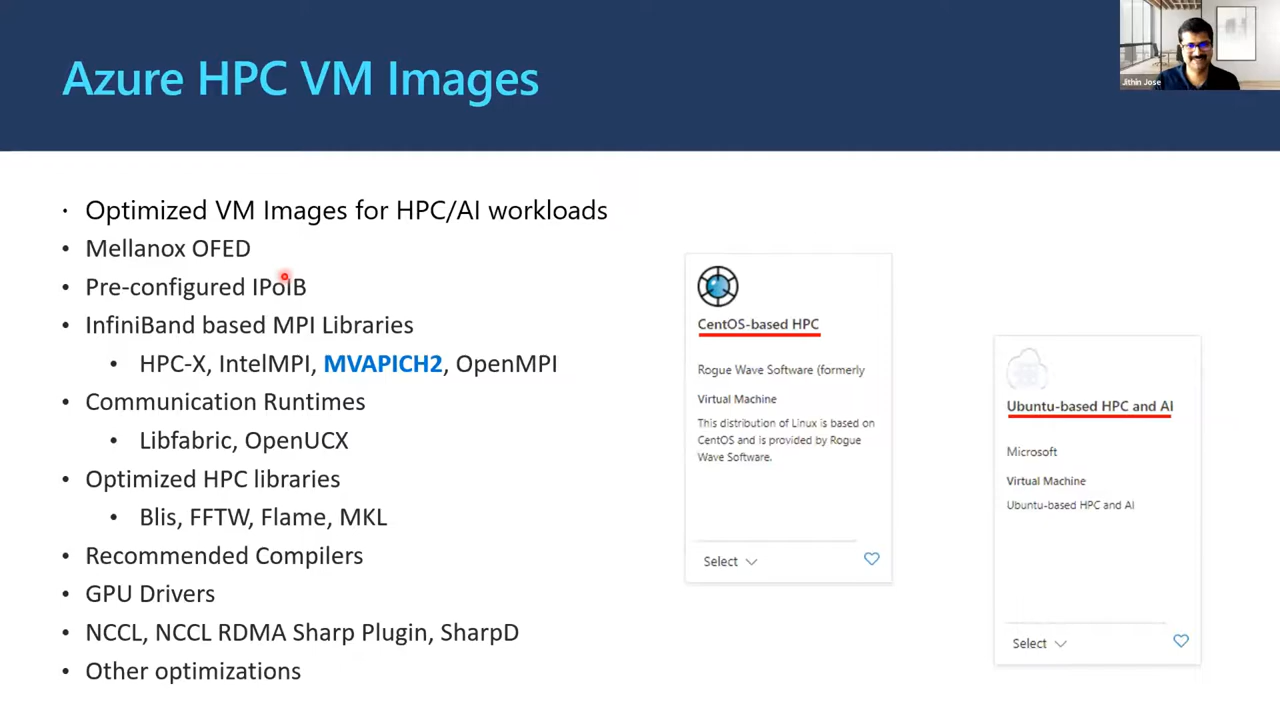 Azure HPC VM Images
Jithin Jose
• Optimized VM Images for HPC/AI workloads
• Mellanox OFED
• Pre-configured IPoIB
• InfiniBand based MPI Libraries
• HPC-X, IntelMPI, MVAPICH2, OpenMPI
• Communication Runtimes
• Libfabric, OpenUCX
• Optimized HPC libraries
• Blis, FFTW, Flame, MKL
• Recommended Compilers
• GPU Drivers
• NCCL, NCCL RDMA Sharp Plugin, SharpD
• Other optimizations
CentOS-based HPC
Rogue Wave Software (formerly
Virtual Machine
This distribution of Linux is based on
CentOS and is provided by Rogue
Wave Software.
Select
Ubuntu-based HPC and AI
Microsoft
Virtual Machine
Ubuntu-based HPC and AI
Select